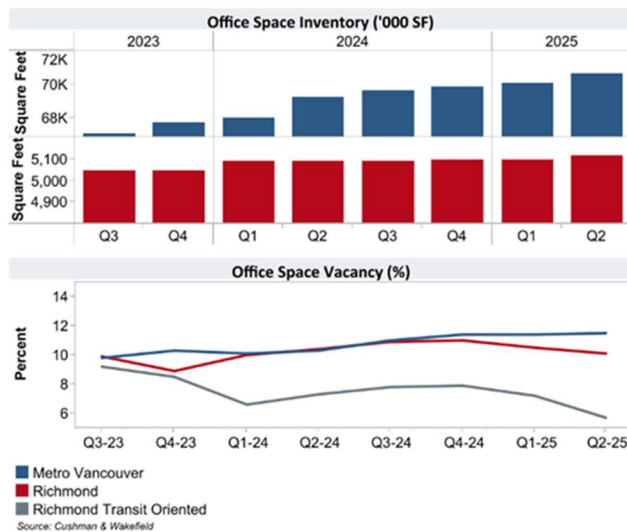 Office Space Inventory ('000 SF)
2023 2024 2025
Square Feet
72K
70K
68K
Square Feet
5,100
5,000
4,900
Q3 Q4 Q1 Q2 Q3 Q4 Q1 Q2
Office Space Vacancy (%)
Percent
14
12
10
8
6
Q3-23 Q4-23 Q1-24 Q2-24 Q3-24 Q4-24 Q1-25 Q2-25
Metro Vancouver
Richmond
Richmond Transit Oriented
Source: Cushman & Wakefield